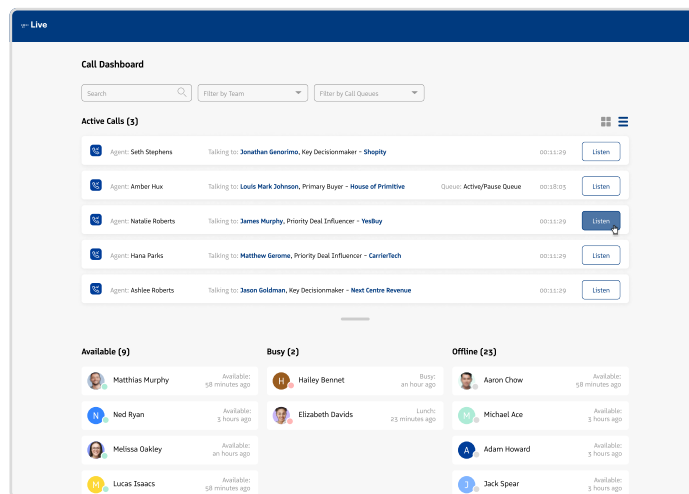 Live
Call Dashboard
Search
Filter by Team
Filter by Call Queues
Active Calls (3)
Agent: Seth Stephens Talking to: Jonathan Genorimo, Key Decisionmaker – Shopity 00:11:29 Listen
Agent: Amber Hux Talking to: Louis Mark Johnson, Primary Buyer – House of Primitive Queue: Active/Pause Queue 00:18:03 Listen
Agent: Natalie Roberts Talking to: James Murphy, Priority Deal Influencer – YesBuy 00:11:29 Listen
Agent: Hana Parks Talking to: Matthew Gerome, Priority Deal Influencer – CarrierTech 00:11:29 Listen
Agent: Ashlee Roberts Talking to: Jason Goldman, Key Decisionmaker – Next Centre Revenue 00:11:29 Listen
Available (9)
Matthias Murphy Available:
58 minutes ago
N Ned Ryan Available:
3 hours ago
Melissa Oakley Available:
an hours ago
M Lucas Isaacs Available:
58 minutes ago
Busy (2)
H Hailey Bennet Busy:
an hour ago
Elizabeth Davids Lunch:
23 minutes ago
Offline (23)
Aaron Chow Available:
58 minutes ago
M Michael Ace Available:
3 hours ago
A Adam Howard Available:
3 hours ago
J Jack Spear Available:
3 hours ago